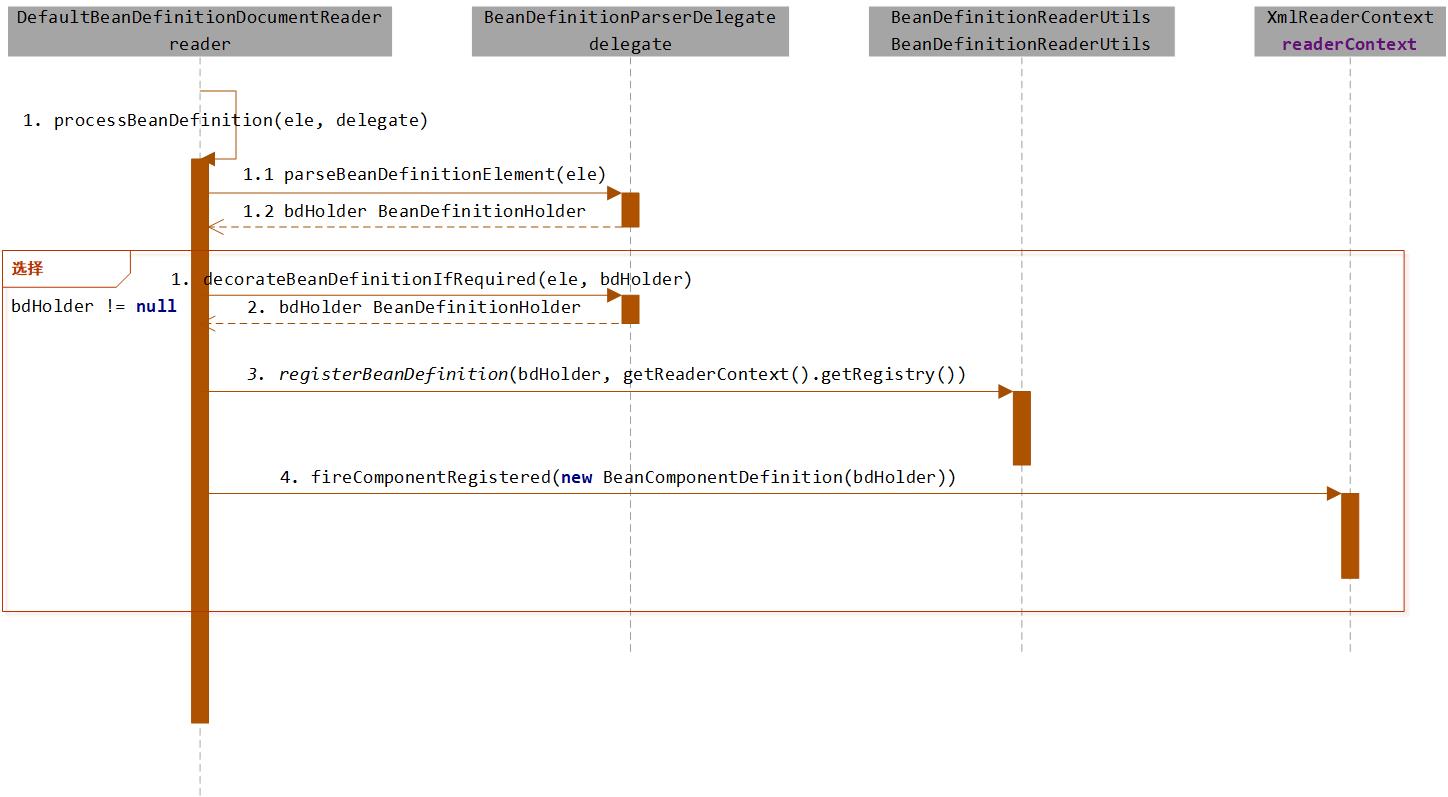 DefaultBeanDefinitionDocumentReader
reader
BeanDefinitionParserDelegate
delegate
BeanDefinitionReaderUtils
BeanDefinitionReaderUtils
XmlReaderContext
readerContext
1. processBeanDefinition(ele, delegate)
1.1 parseBeanDefinitionElement(ele)
1.2 bdHolder BeanDefinitionHolder
选择
1. decorateBeanDefinitionIfRequired(ele, bdHolder)
bdHolder != null
2. bdHolder BeanDefinitionHolder
3. registerBeanDefinition(bdHolder, getReaderContext().getRegistry())
4. fireComponentRegistered(new BeanComponentDefinition(bdHolder))